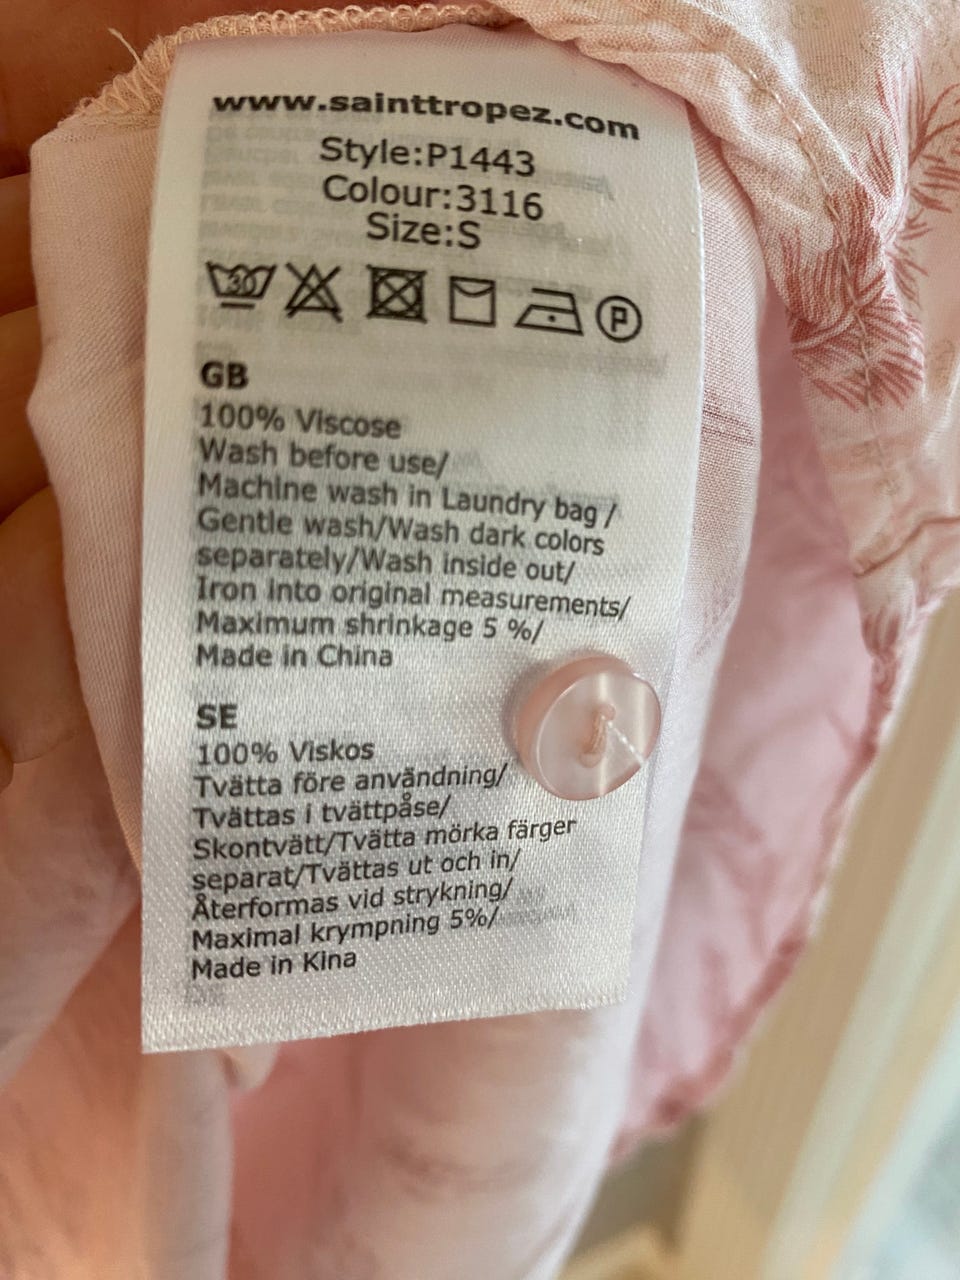 www.sainttropez.com
Style:P1443
Colour:3116
Size:S
30
P
GB
100% Viscose
Wash before use/
Machine wash in Laundry bag /
Gentle wash/Wash dark colors
separately/Wash inside out/
Iron into original measurements/
Maximum shrinkage 5 %/
Made in China
SE
100% Viskos
Tvätta före användning/
Tvättas i tvättpåse/
Skontvätt/Tvätta mörka färger
separat/Tvättas ut och in/
Återformas vid strykning/
Maximal krympning 5%/
Made in Kina